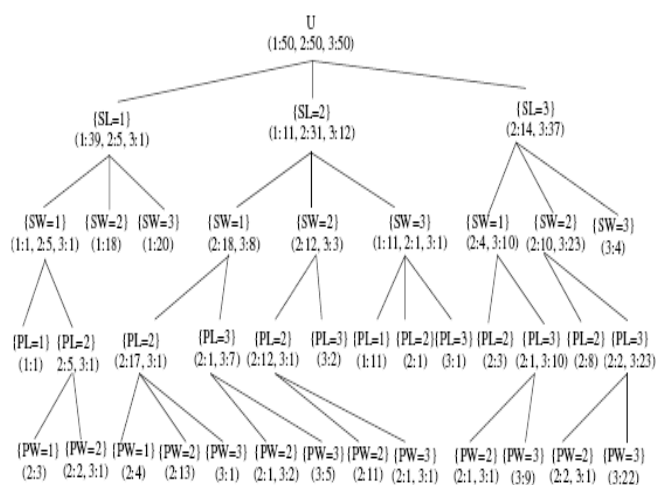 U
(1:50, 2:50, 3:50)
{SL=1} {SL=2} {SL=3}
(1:39, 2:5, 3:1) (1:11, 2:31, 3:12) (2:14, 3:37)
{SW=1} {SW=2} {SW=3} {SW=1} {SW=2} {SW=3} {SW=1} {SW=2} {SW=3}
(1:1, 2:5, 3:1) (1:18) (1:20) (2:18, 3:8) (2:12, 3:3) (1:11, 2:1, 3:1) (2:4, 3:10) (2:10, 3:23) (3:4)
{PL=1} {PL=2} {PL=2} {PL=3} {PL=2} {PL=3} {PL=1} {PL=2} {PL=3} {PL=2} {PL=3} {PL=2} {PL=3}
(1:1) 2:5, 3:1) (2:17, 3:1) (2:1, 3:7) (2:12, 3:1) (3:2) (1:11) (2:1) (3:1) (2:3) (2:1, 3:10) (2:8) (2:2, 3:23)
{PW=1} {PW=2} {PW=1} {PW=2} {PW=3} {PW=2} {PW=3} {PW=2} {PW=3} {PW=2} {PW=3} {PW=2} {PW=3}
(2:3) (2:2, 3:1) (2:4) (2:13) (3:1) (2:1, 3:2) (3:5) (2:11) (2:1, 3:1) (2:1, 3:1) (3:9) (2:2, 3:1) (3:22)